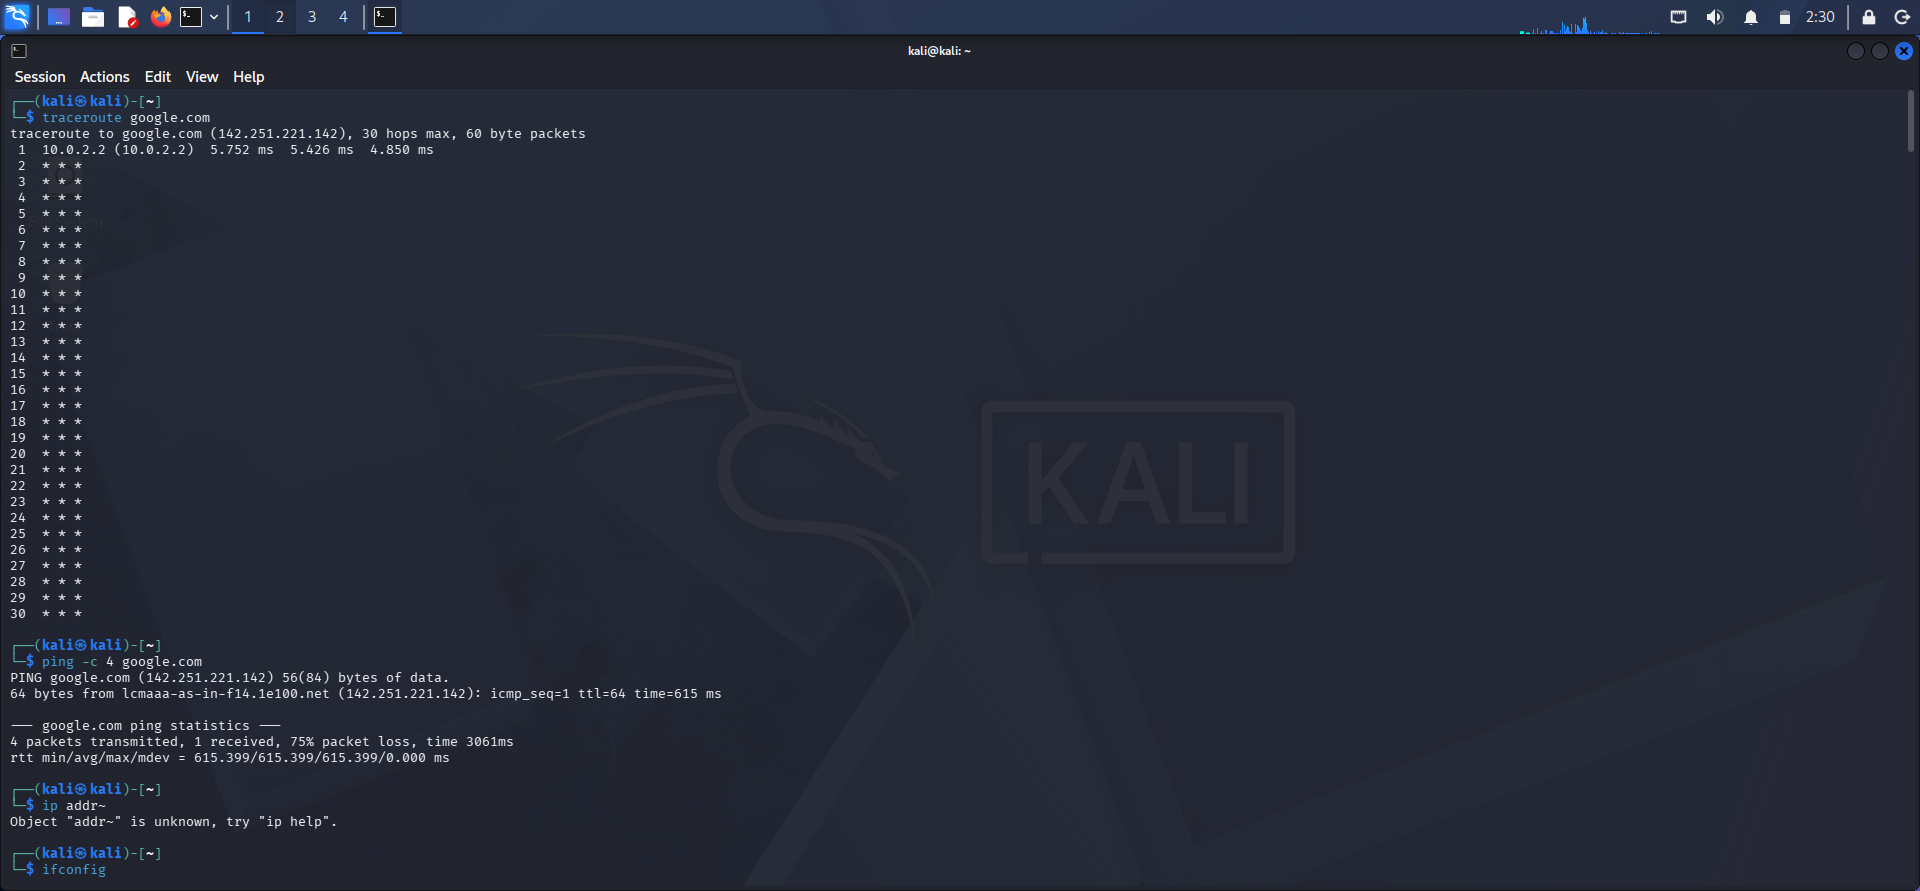 1 2 3 4 2:30
kali@kali: ~
Session Actions Edit View Help
┌──(kali㉿kali)-[~]
└─$ traceroute google.com
traceroute to google.com (142.251.221.142), 30 hops max, 60 byte packets
1 10.0.2.2 (10.0.2.2) 5.752 ms 5.426 ms 4.850 ms
2 * * *
3 * * *
4 * * *
5 * * *
6 * * *
7 * * *
8 * * *
9 * * *
10 * * *
11 * * *
12 * * *
13 * * *
14 * * *
15 * * *
16 * * *
17 * * *
18 * * *
19 * * *
20 * * *
21 * * *
22 * * *
23 * * *
24 * * *
25 * * *
26 * * *
27 * * *
28 * * *
29 * * *
30 * * *
┌──(kali㉿kali)-[~]
└─$ ping -c 4 google.com
PING google.com (142.251.221.142) 56(84) bytes of data.
64 bytes from lcmaaa-as-in-f14.1e100.net (142.251.221.142): icmp_seq=1 ttl=64 time=615 ms
--- google.com ping statistics ---
4 packets transmitted, 1 received, 75% packet loss, time 3061ms
rtt min/avg/max/mdev = 615.399/615.399/615.399/0.000 ms
┌──(kali㉿kali)-[~]
└─$ ip addr~
Object "addr~" is unknown, try "ip help".
┌──(kali㉿kali)-[~]
└─$ ifconfig
KALI